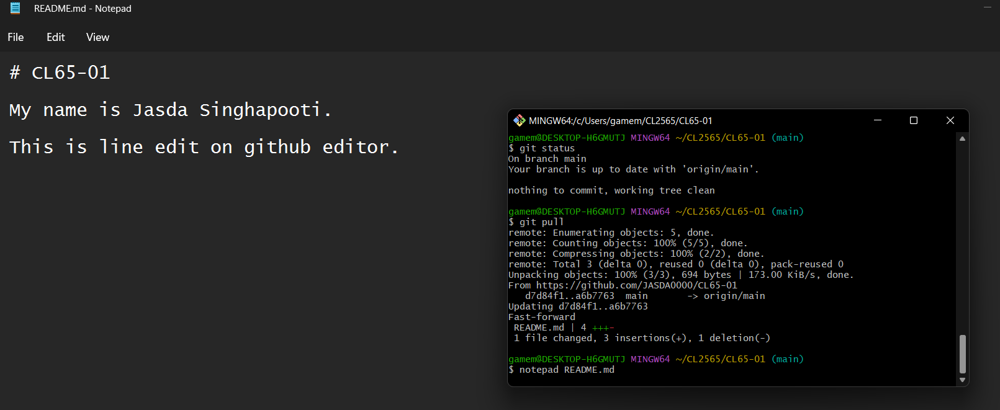 README.md - Notepad
File Edit View
# CL65-01
My name is Jasda Singhapooti.
This is line edit on github editor.
MINGW64:/c/Users/gamem/CL2565/CL65-01
gamem@DESKTOP-H6GMUTJ MINGW64 ~/CL2565/CL65-01 (main)
$ git status
On branch main
Your branch is up to date with 'origin/main'.
nothing to commit, working tree clean
gamem@DESKTOP-H6GMUTJ MINGW64 ~/CL2565/CL65-01 (main)
$ git pull
remote: Enumerating objects: 5, done.
remote: Counting objects: 100% (5/5), done.
remote: Compressing objects: 100% (2/2), done.
remote: Total 3 (delta 0), reused 0 (delta 0), pack-reused 0
Unpacking objects: 100% (3/3), 694 bytes | 173.00 KiB/s, done.
From https://github.com/JASDA0000/CL65-01
   d7d84f1..a6b7763  main       -> origin/main
Updating d7d84f1..a6b7763
Fast-forward
 README.md | 4 +++-
 1 file changed, 3 insertions(+), 1 deletion(-)
gamem@DESKTOP-H6GMUTJ MINGW64 ~/CL2565/CL65-01 (main)
$ notepad README.md